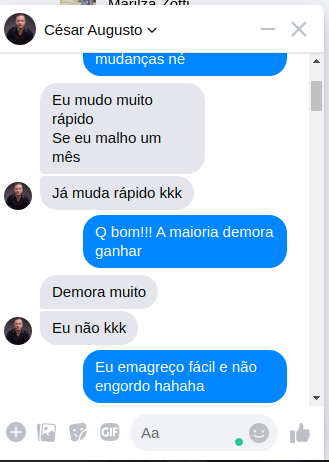 Marilza Zotti
César Augusto
mudanças né
Eu mudo muito
rápido
Se eu malho um
mês
Já muda rápido kkk
Q bom!!! A maioria demora
ganhar
Demora muito
Eu não kkk
Eu emagreço fácil e não
engordo hahaha
GIF
Aa